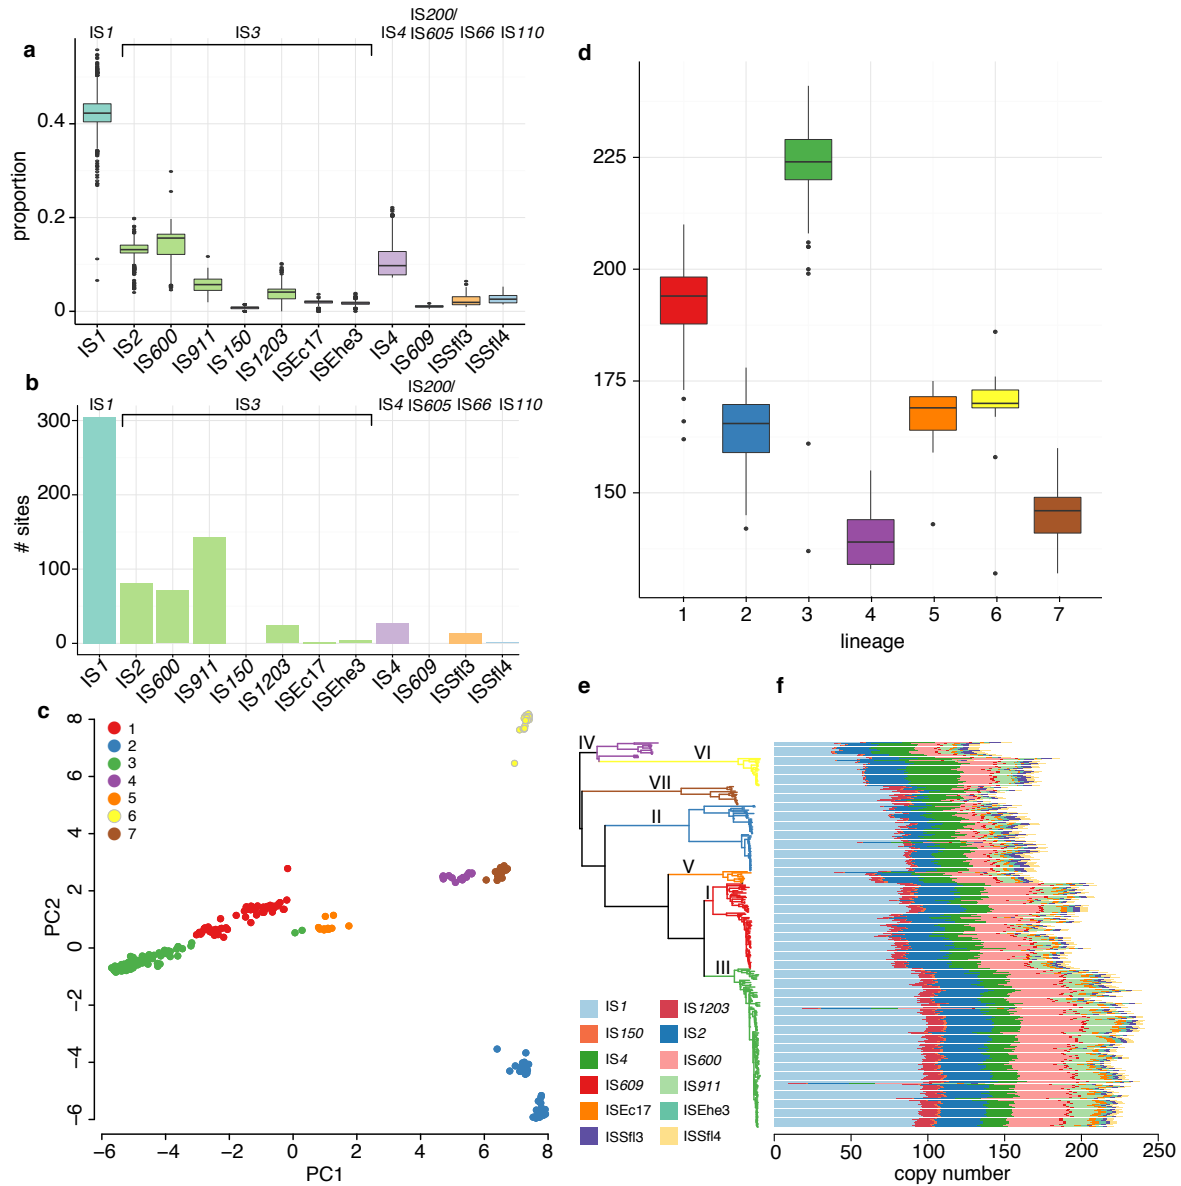 a
IS1 IS3 IS4 IS200/ IS605 IS66 IS110
proportion
0.4
0.2
0
IS1 IS2 IS600 IS911 IS150 IS1203 ISEc17 ISEhe3 IS4 IS609 ISSfl3 ISSfl4
b
IS1 IS3 IS4 IS200/ IS605 IS66 IS110
# sites
300
200
100
0
IS1 IS2 IS600 IS911 IS150 IS1203 ISEc17 ISEhe3 IS4 IS609 ISSfl3 ISSfl4
c
1
2
3
4
5
6
7
PC2
8
6
4
2
0
−2
−4
−6
−6 −4 −2 0 2 4 6 8
PC1
d
225
200
175
150
1 2 3 4 5 6 7
lineage
e
IV
VI
VII
II
V
I
III
IS1 IS1203
IS150 IS2
IS4 IS600
IS609 IS911
ISEc17 ISEhe3
ISSfl3 ISSfl4
f
0 50 100 150 200 250
copy number